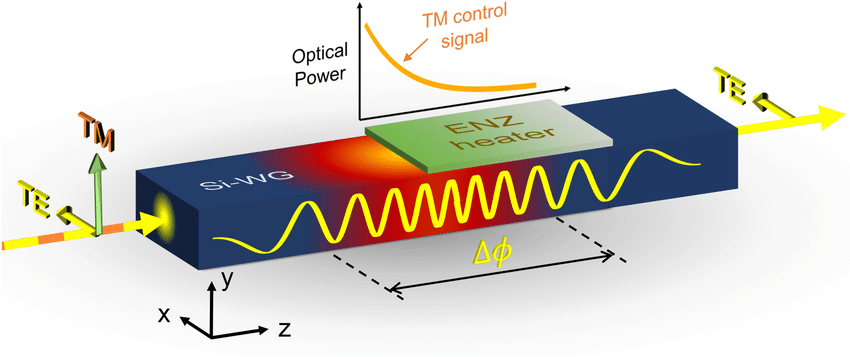 TM control
signal
Optical
Power
TE
ENZ
heater
TM
Si-WG
TE
Δϕ
y
x
z